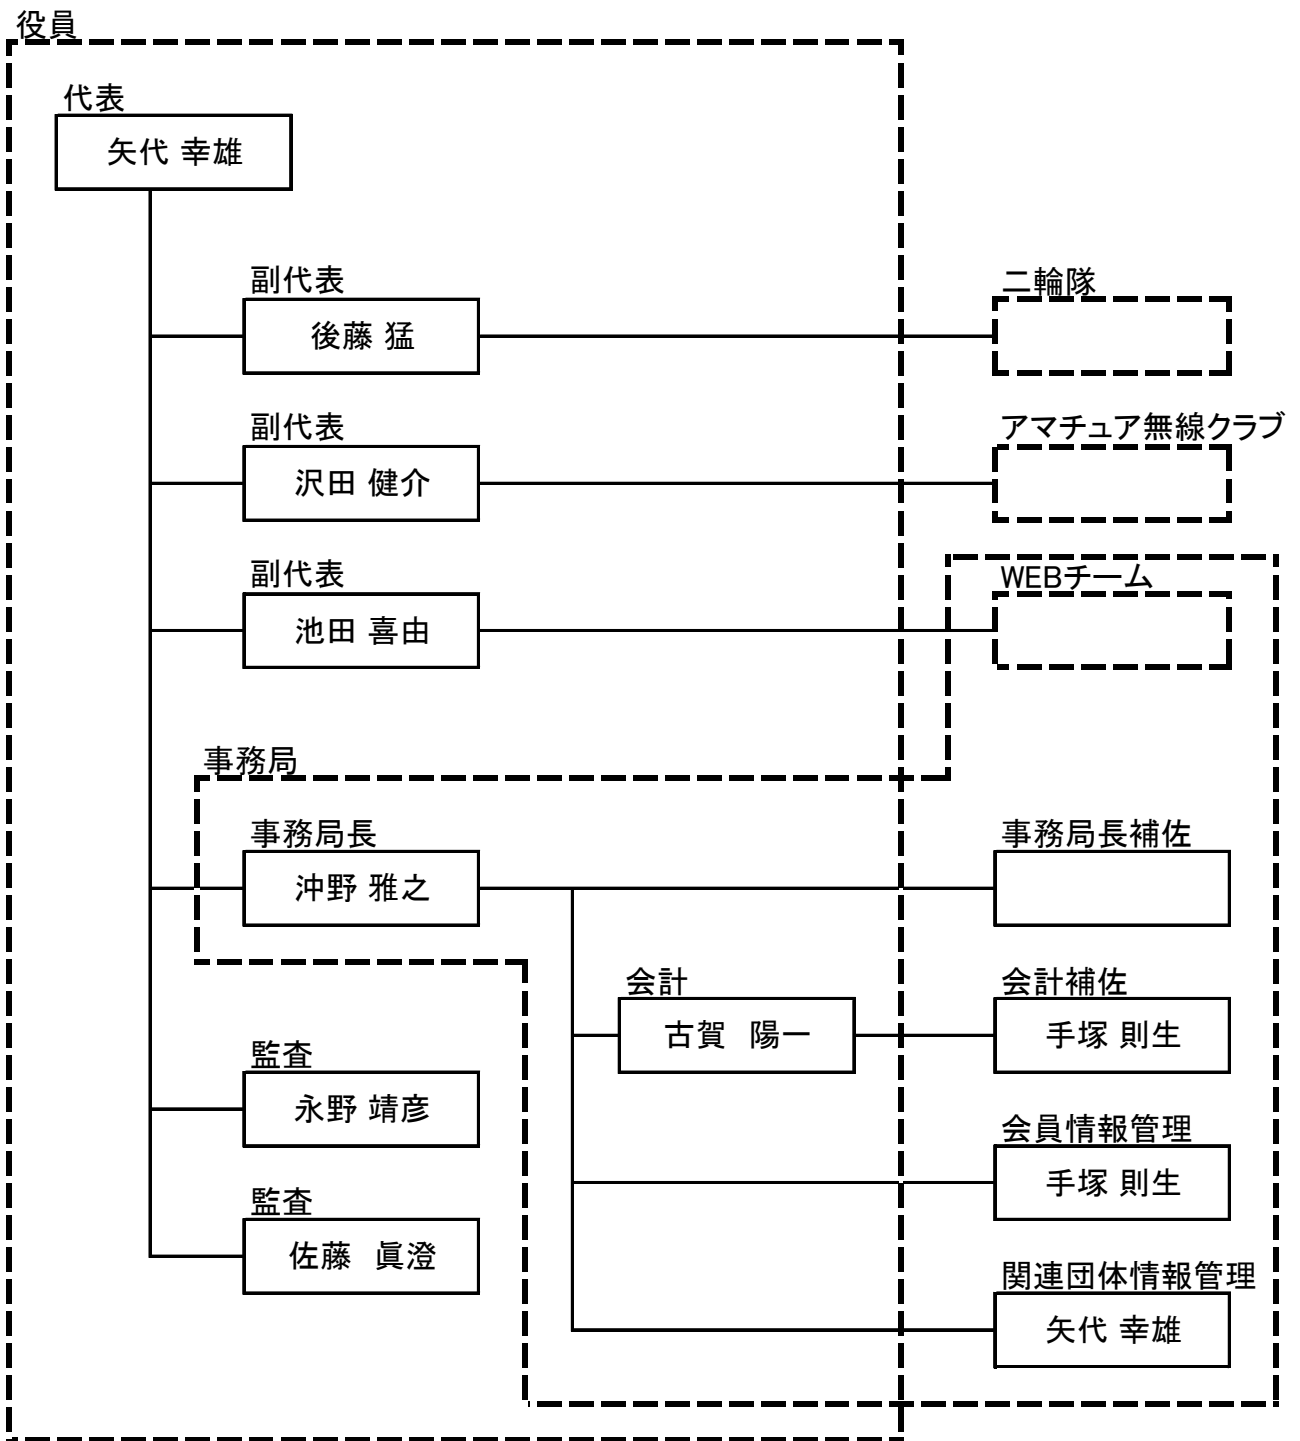 役員
代表
矢代 幸雄
副代表
後藤 猛
二輪隊
副代表
沢田 健介
アマチュア無線クラブ
副代表
池田 喜由
WEBチーム
事務局
事務局長
沖野 雅之
事務局長補佐
会計
古賀　陽一
会計補佐
手塚 則生
監査
永野 靖彦
会員情報管理
手塚 則生
監査
佐藤　眞澄
関連団体情報管理
矢代 幸雄